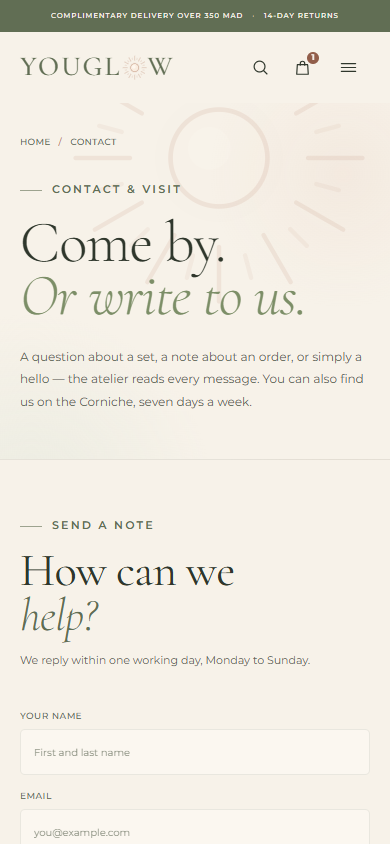 COMPLIMENTARY DELIVERY OVER 350 MAD · 14-DAY RETURNS
YOUGLOW
1
HOME / CONTACT
CONTACT & VISIT
Come by.
Or write to us.
A question about a set, a note about an order, or simply a
hello — the atelier reads every message. You can also find
us on the Corniche, seven days a week.
SEND A NOTE
How can we
help?
We reply within one working day, Monday to Sunday.
YOUR NAME
First and last name
EMAIL
you@example.com